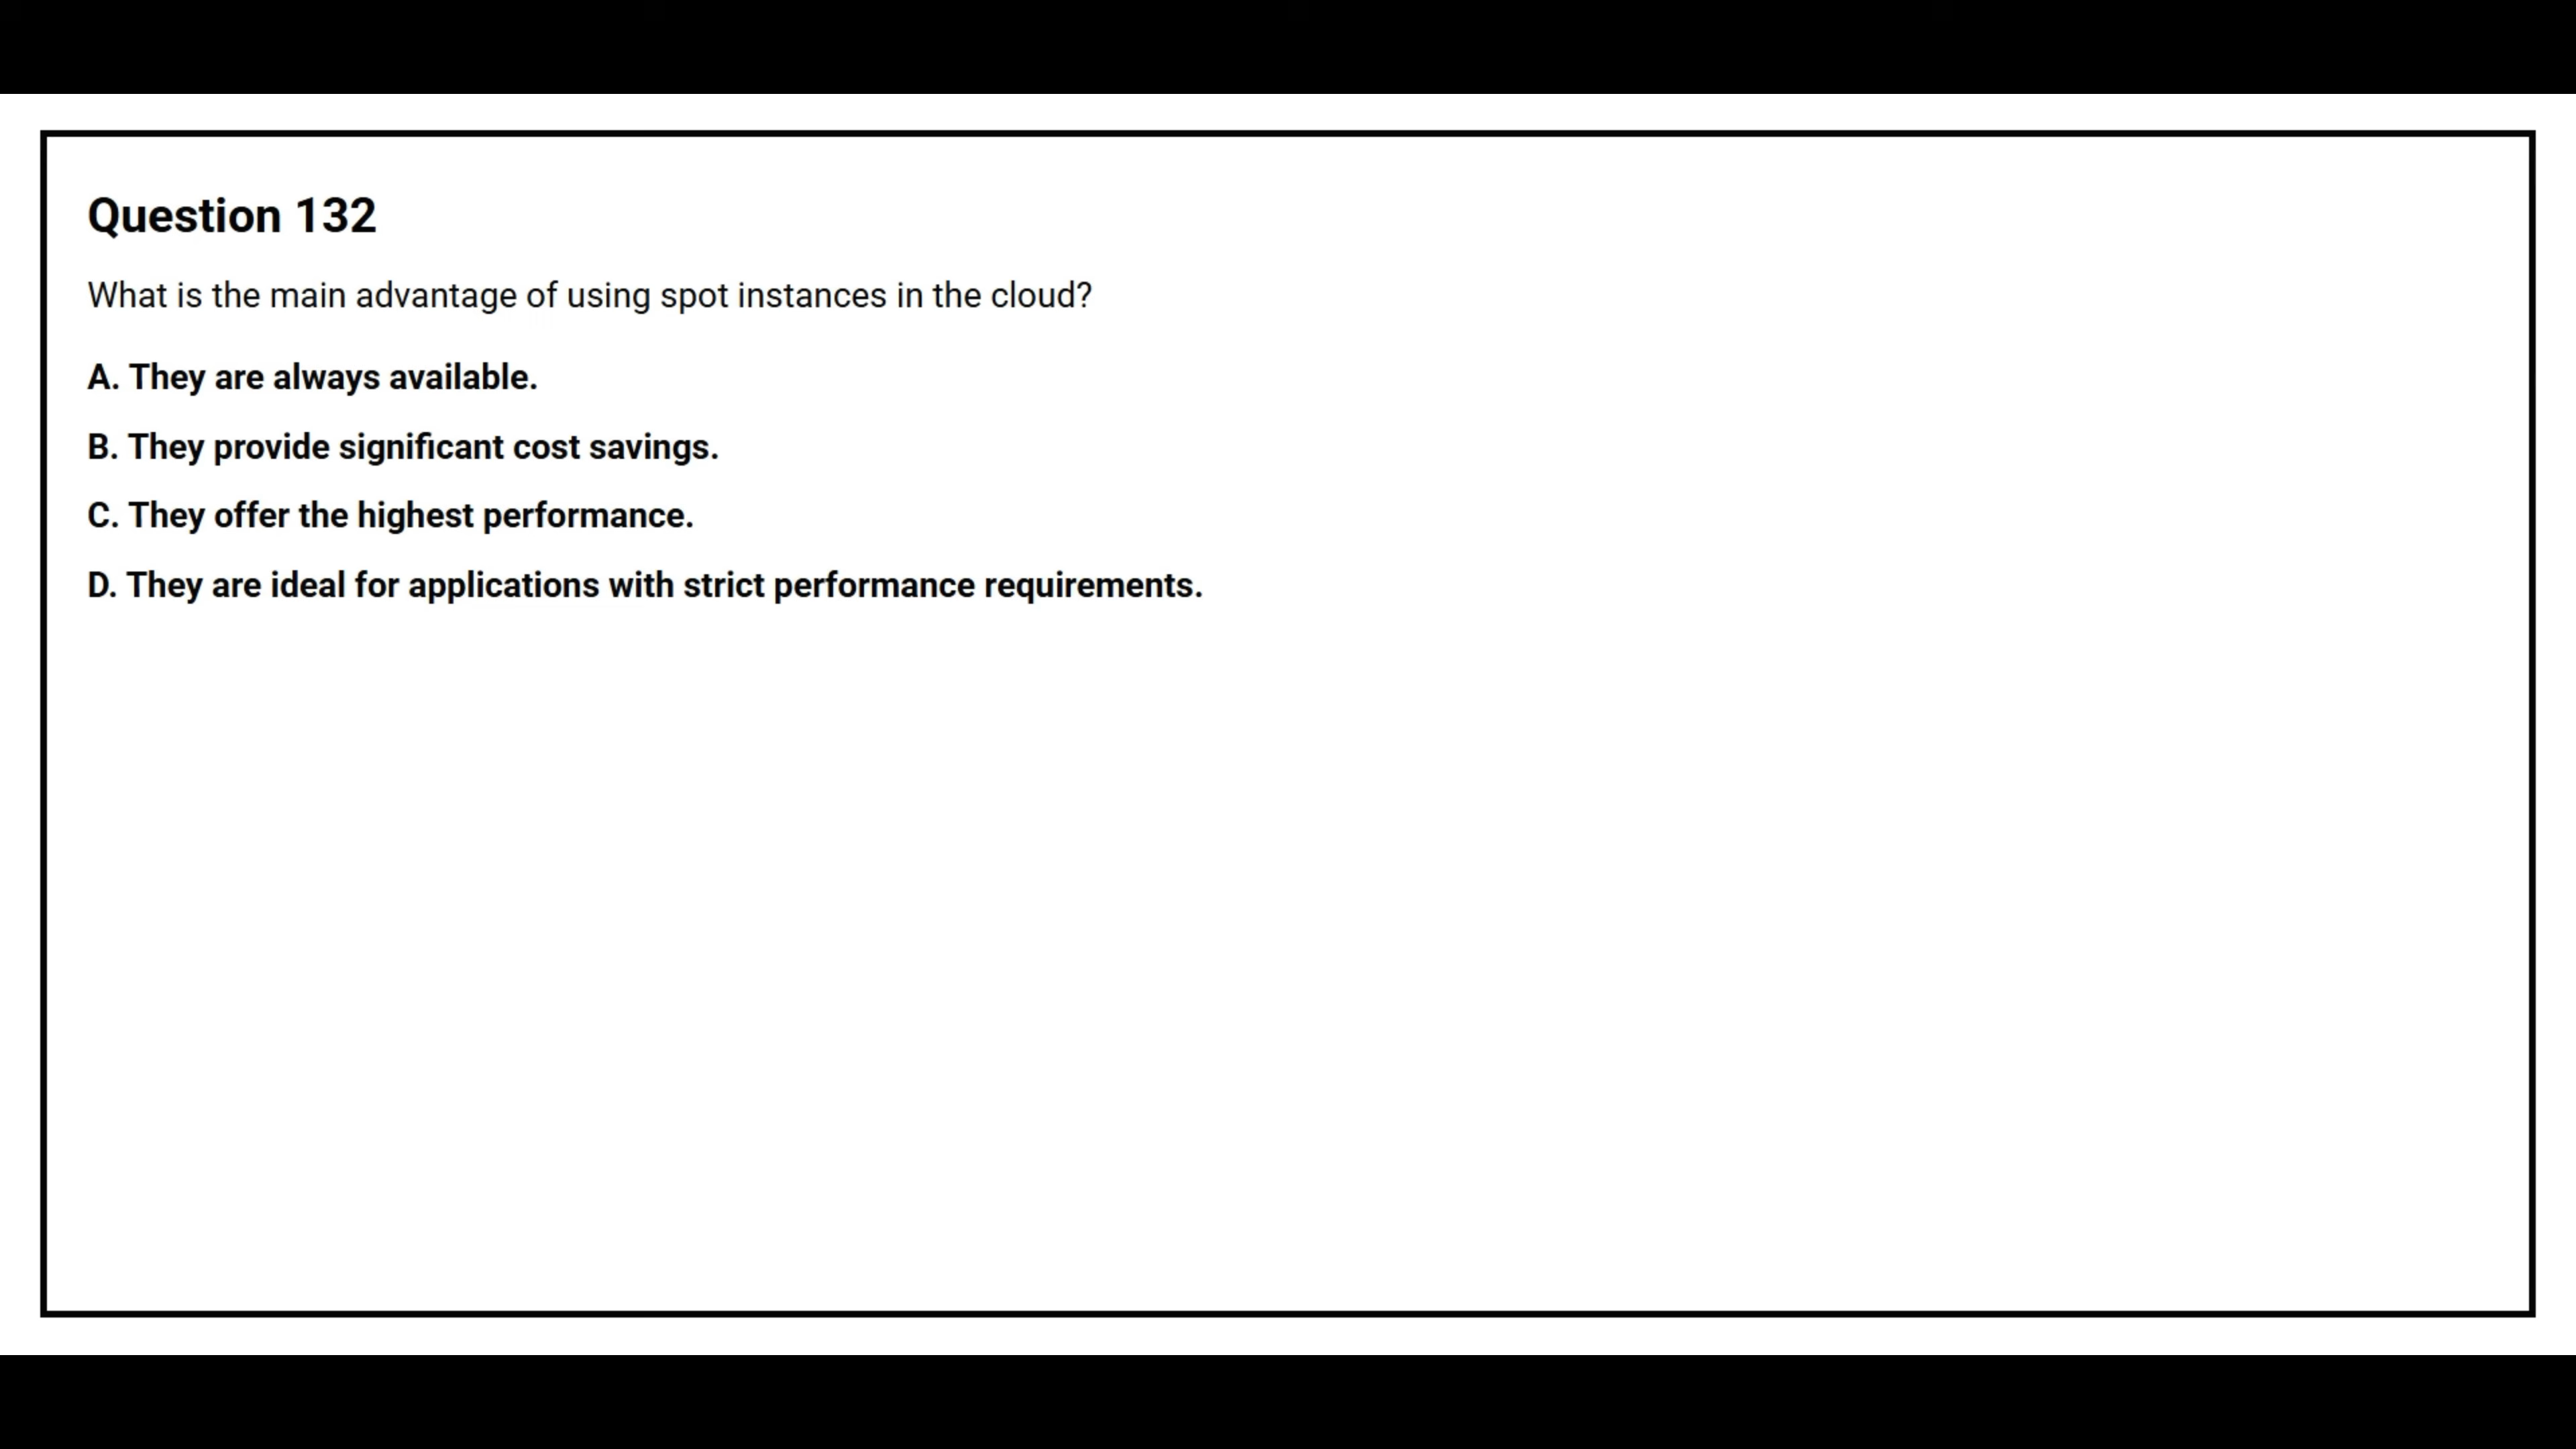 Question 132
What is the main advantage of using spot instances in the cloud?
A. They are always available.
B. They provide significant cost savings.
C. They offer the highest performance.
D. They are ideal for applications with strict performance requirements.